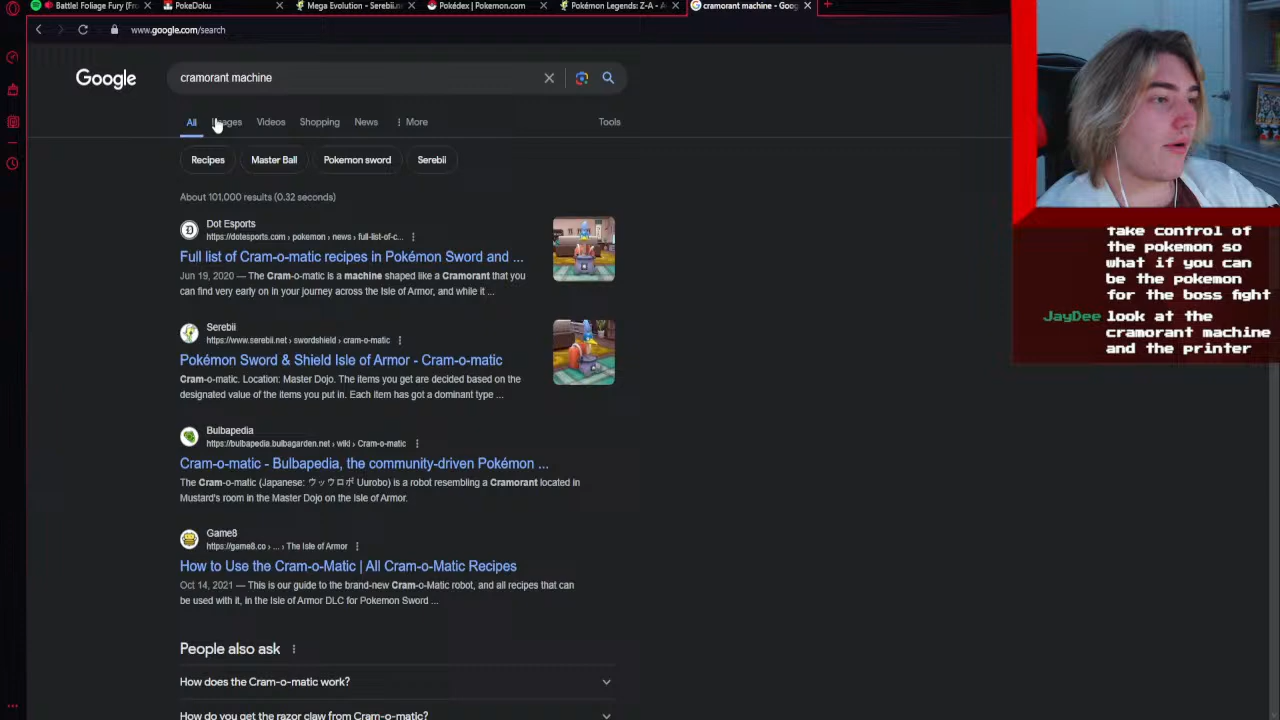 Battle! Foliage Fury (Fro
PokeDoku
Mega Evolution - Serebii.ne
Pokédex | Pokemon.com
Pokémon Legends: Z-A - A
cramorant machine - Goog
www.google.com/search
Google
cramorant machine
All
Images
Videos
Shopping
News
More
Tools
Recipes
Master Ball
Pokemon sword
Serebii
About 101,000 results (0.32 seconds)
Dot Esports
https://dotesports.com › pokemon › news › full-list-of-c...
Full list of Cram-o-matic recipes in Pokémon Sword and ...
Jun 19, 2020 — The Cram-o-matic is a machine shaped like a Cramorant that you
can find very early on in your journey across the Isle of Armor, and while it ...
Serebii
https://www.serebii.net › swordshield › cram-o-matic
Pokémon Sword & Shield Isle of Armor - Cram-o-matic
Cram-o-matic. Location: Master Dojo. The items you get are decided based on the
designated value of the items you put in. Each item has got a dominant type ...
Bulbapedia
https://bulbapedia.bulbagarden.net › wiki › Cram-o-matic
Cram-o-matic - Bulbapedia, the community-driven Pokémon ...
The Cram-o-matic (Japanese: ウッウロボ Uurobo) is a robot resembling a Cramorant located in
Mustard's room in the Master Dojo on the Isle of Armor.
Game8
https://game8.co › ... › The Isle of Armor
How to Use the Cram-o-Matic | All Cram-o-Matic Recipes
Oct 14, 2021 — This is our guide to the brand-new Cram-o-Matic robot, and all recipes that can
be used with it, in the Isle of Armor DLC for Pokemon Sword ...
People also ask
How does the Cram-o-matic work?
How do you get the razor claw from Cram-o-matic?
take control of
the pokemon so
what if you can
be the pokemon
for the boss fight
JayDee look at the
cramorant machine
and the printer